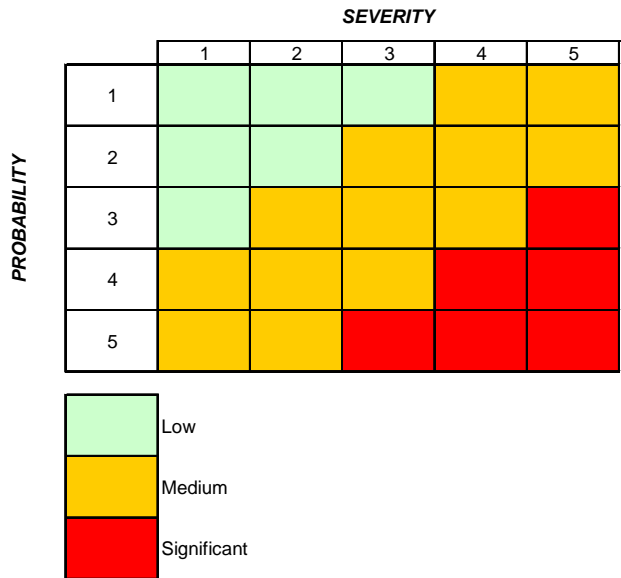 SEVERITY
1 2 3 4 5
PROBABILITY
1
2
3
4
5
Low
Medium
Significant